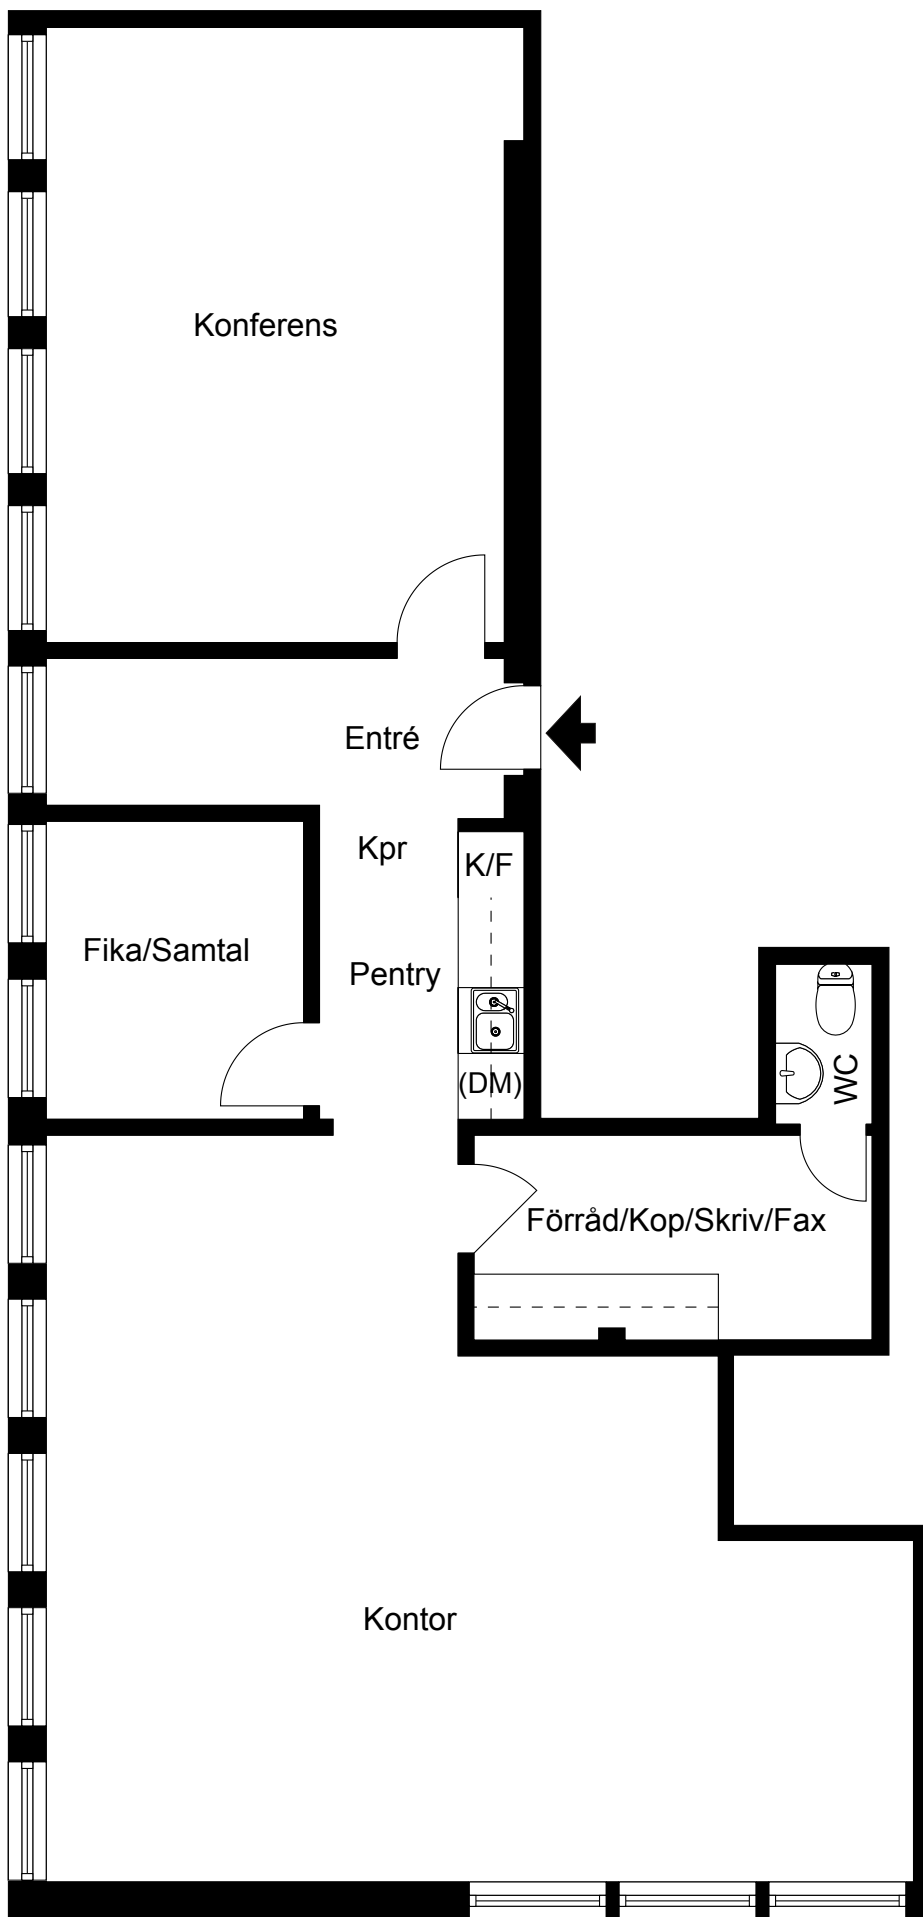 Konferens
Entré
Kpr
K/F
Fika/Samtal
Pentry
(DM)
WC
Förråd/Kop/Skriv/Fax
Kontor